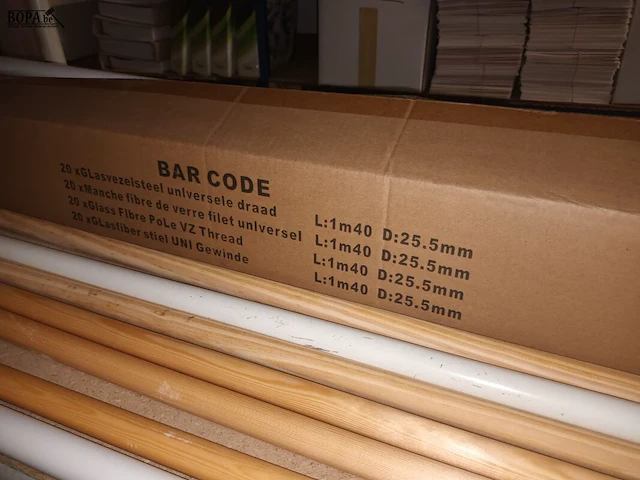 BOPA.be
BAR CODE
20 xGLasvezelsteel universele draad L:1m40 D:25.5mm
20 xManche fibre de verre filet universel L:1m40 D:25.5mm
20 xGlass Fibre PoLe VZ Thread L:1m40 D:25.5mm
20 xGLasfiber stiel UNI Gewinde L:1m40 D:25.5mm